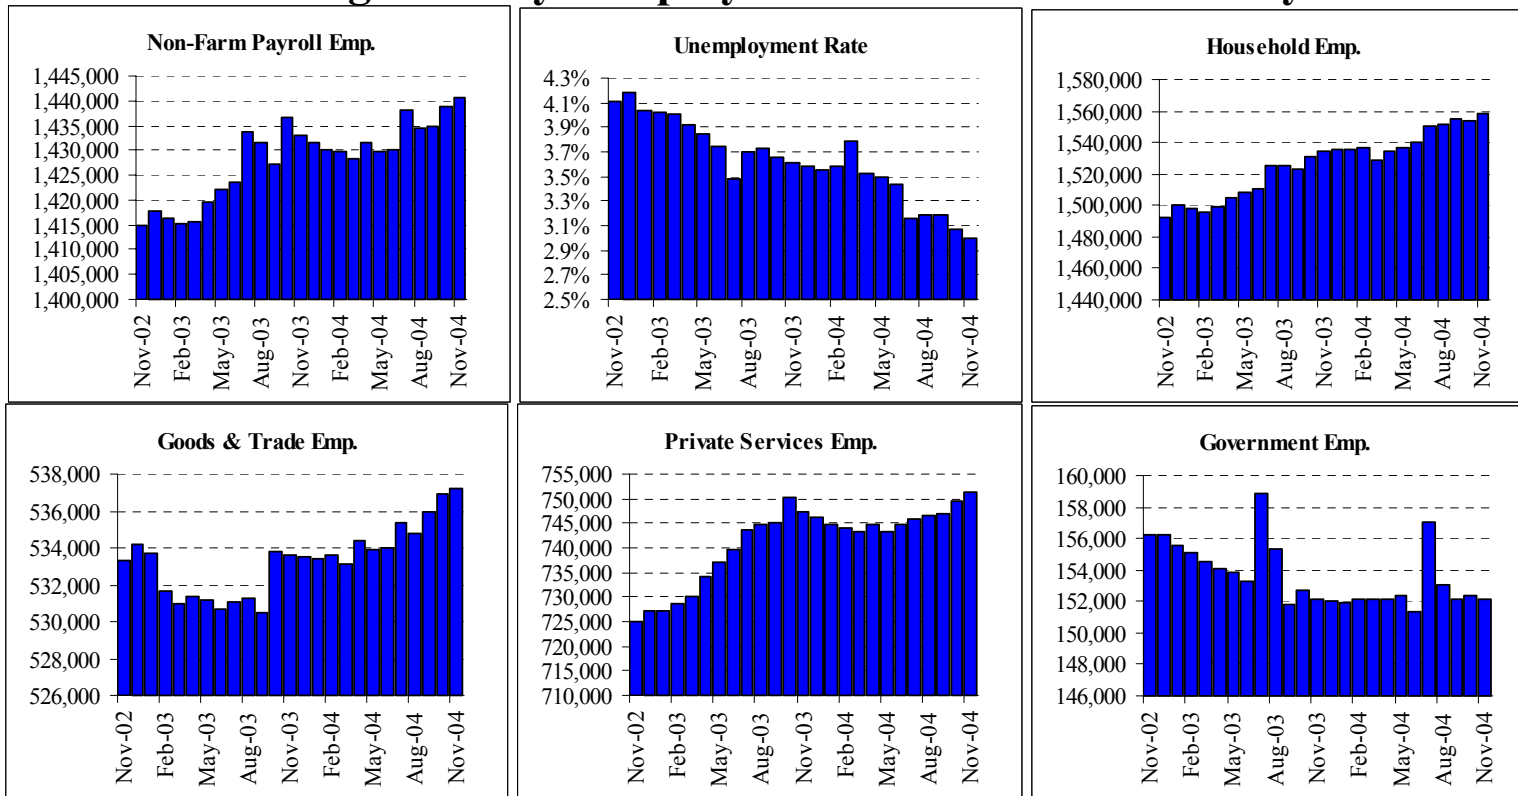 Non-Farm Payroll Emp.
1,445,000
1,440,000
1,435,000
1,430,000
1,425,000
1,420,000
1,415,000
1,410,000
1,405,000
1,400,000
Nov-02
Feb-03
May-03
Aug-03
Nov-03
Feb-04
May-04
Aug-04
Nov-04
Unemployment Rate
4.3%
4.1%
3.9%
3.7%
3.5%
3.3%
3.1%
2.9%
2.7%
2.5%
Nov-02
Feb-03
May-03
Aug-03
Nov-03
Feb-04
May-04
Aug-04
Nov-04
Household Emp.
1,580,000
1,560,000
1,540,000
1,520,000
1,500,000
1,480,000
1,460,000
1,440,000
Nov-02
Feb-03
May-03
Aug-03
Nov-03
Feb-04
May-04
Aug-04
Nov-04
Goods & Trade Emp.
538,000
536,000
534,000
532,000
530,000
528,000
526,000
Nov-02
Feb-03
May-03
Aug-03
Nov-03
Feb-04
May-04
Aug-04
Nov-04
Private Services Emp.
755,000
750,000
745,000
740,000
735,000
730,000
725,000
720,000
715,000
710,000
Nov-02
Feb-03
May-03
Aug-03
Nov-03
Feb-04
May-04
Aug-04
Nov-04
Government Emp.
160,000
158,000
156,000
154,000
152,000
150,000
148,000
146,000
Nov-02
Feb-03
May-03
Aug-03
Nov-03
Feb-04
May-04
Aug-04
Nov-04